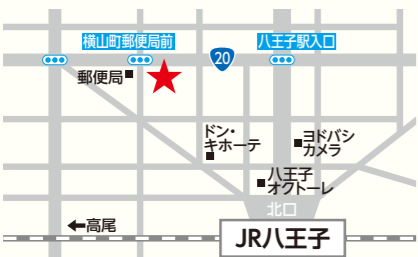 横山町郵便局前
八王子駅入口
20
郵便局
ドン・
キホーテ
ヨドバシ
カメラ
八王子
オクトーレ
北口
←高尾
JR八王子